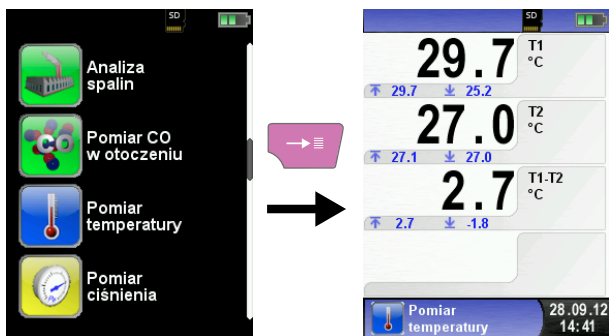 SD
Analiza
spalin
CO
Pomiar CO
w otoczeniu
Pomiar
temperatury
Pomiar
ciśnienia
SD
29.7 T1
°C
29.7 25.2
27.0 T2
°C
27.1 27.0
2.7 T1-T2
°C
2.7 -1.8
Pomiar 28.09.12
temperatury 14:41